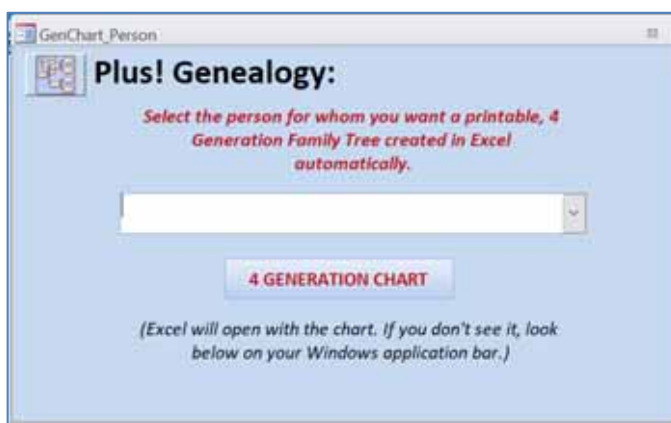 GenChart_Person
Plus! Genealogy:
Select the person for whom you want a printable, 4
Generation Family Tree created in Excel
automatically.
4 GENERATION CHART
(Excel will open with the chart. If you don't see it, look
below on your Windows application bar.)